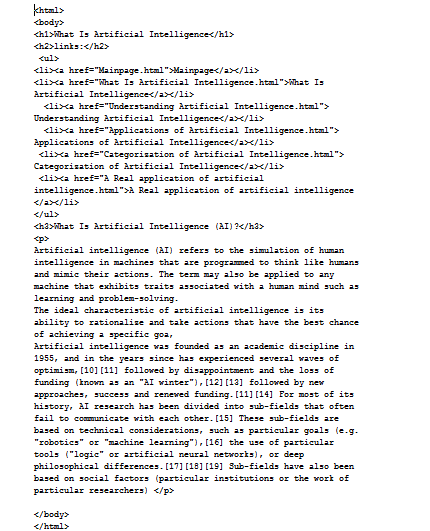 <html>
<body>
<h1>What Is Artificial Intelligence</h1>
<h2>links:</h2>
<ul>
<li><a href="Mainpage.html">Mainpage</a></li>
<li><a href="What Is Artificial Intelligence.html">What Is
Artificial Intelligence</a></li>
<li><a href="Understanding Artificial Intelligence.html">
Understanding Artificial Intelligence</a></li>
<li><a href="Applications of Artificial Intelligence.html">
Applications of Artificial Intelligence</a></li>
<li><a href="Categorization of Artificial Intelligence.html">
Categorization of Artificial Intelligence</a></li>
<li><a href="A Real application of artificial
intelligence.html">A Real application of artificial intelligence
</a></li>
</ul>
<h3>What Is Artificial Intelligence (AI)?</h3>
<p>
Artificial intelligence (AI) refers to the simulation of human
intelligence in machines that are programmed to think like humans
and mimic their actions. The term may also be applied to any
machine that exhibits traits associated with a human mind such as
learning and problem-solving.
The ideal characteristic of artificial intelligence is its
ability to rationalize and take actions that have the best chance
of achieving a specific goa,
Artificial intelligence was founded as an academic discipline in
1955, and in the years since has experienced several waves of
optimism,[10][11] followed by disappointment and the loss of
funding (known as an "AI winter"),[12][13] followed by new
approaches, success and renewed funding.[11][14] For most of its
history, AI research has been divided into sub-fields that often
fail to communicate with each other.[15] These sub-fields are
based on technical considerations, such as particular goals (e.g.
"robotics" or "machine learning"),[16] the use of particular
tools ("logic" or artificial neural networks), or deep
philosophical differences.[17][18][19] Sub-fields have also been
based on social factors (particular institutions or the work of
particular researchers) </p>
</body>
</html>